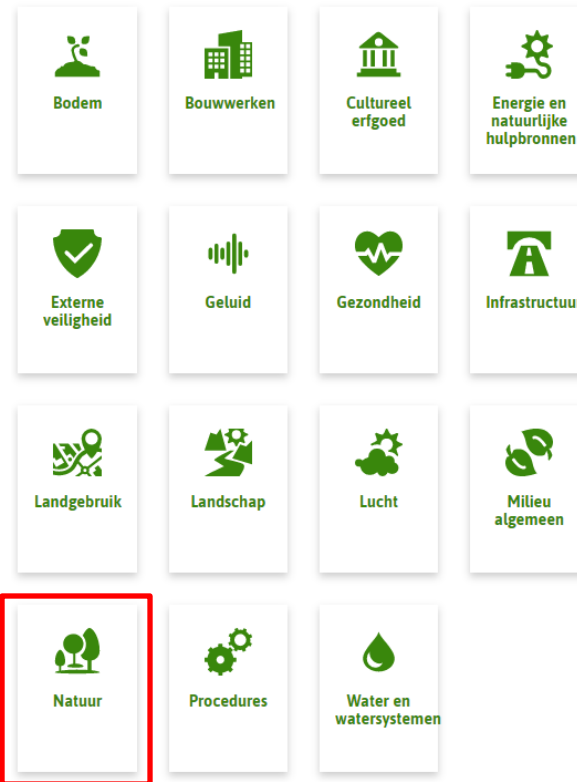 Bodem
Bouwwerken
Cultureel
erfgoed
Energie en
natuurlijke
hulpbronnen
Externe
veiligheid
Geluid
Gezondheid
Infrastructuur
Landgebruik
Landschap
Lucht
Milieu
algemeen
Natuur
Procedures
Water en
watersystemen